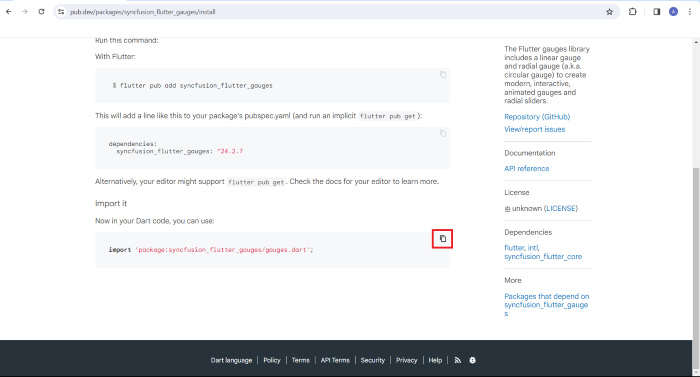 pub.dev/packages/syncfusion_flutter_gauges/install
A
Run this command:
With Flutter:
$ flutter pub add syncfusion_flutter_gauges
This will add a line like this to your package's pubspec.yaml (and run an implicit flutter pub get):
dependencies:
syncfusion_flutter_gauges: ^24.2.7
Alternatively, your editor might support flutter pub get. Check the docs for your editor to learn more.
Import it
Now in your Dart code, you can use:
import 'package:syncfusion_flutter_gauges/gauges.dart';
The Flutter gauges library
includes a linear gauge
and radial gauge (a.k.a.
circular gauge) to create
modern, interactive,
animated gauges and
radial sliders.
Repository (GitHub)
View/report issues
Documentation
API reference
License
unknown (LICENSE)
Dependencies
flutter, intl,
syncfusion_flutter_core
More
Packages that depend on
syncfusion_flutter_gauge
s
Dart language | Policy | Terms | API Terms | Security | Privacy | Help